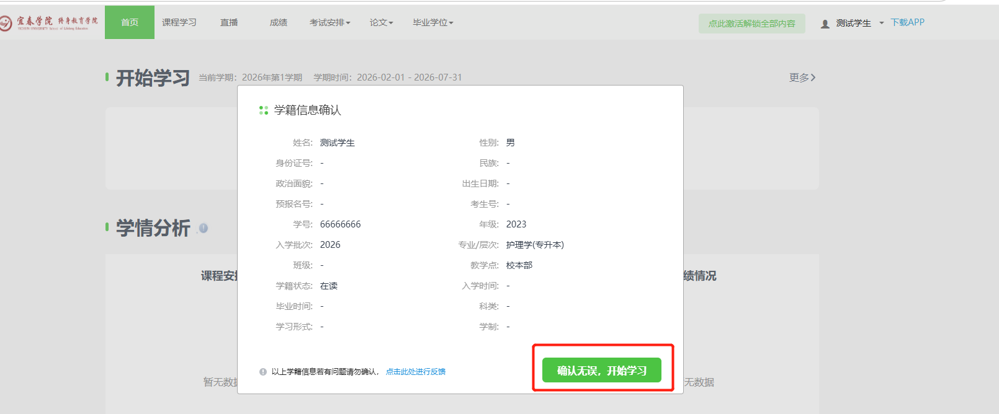 宜春学院 终身教育学院
YICHUN UNIVERSITY School of Lifelong Education
首页 课程学习 直播 成绩 考试安排 论文 毕业学位 点此激活解锁全部内容 测试学生 下载APP
开始学习 当前学期：2026年第1学期 学期时间：2026-02-01 - 2026-07-31 更多
学籍信息确认
姓名: 测试学生 性别: 男
身份证号: - 民族: -
政治面貌: - 出生日期: -
预报名号: - 考生号: -
学号: 66666666 年级: 2023
入学批次: 2026 专业/层次: 护理学(专升本)
班级: - 教学点: 校本部
学籍状态: 在读 入学时间: -
毕业时间: - 科类: -
学习形式: - 学制: -
以上学籍信息若有问题请勿确认， 点击此处进行反馈
确认无误，开始学习
学情分析
课程安 绩情况
暂无数 无数据